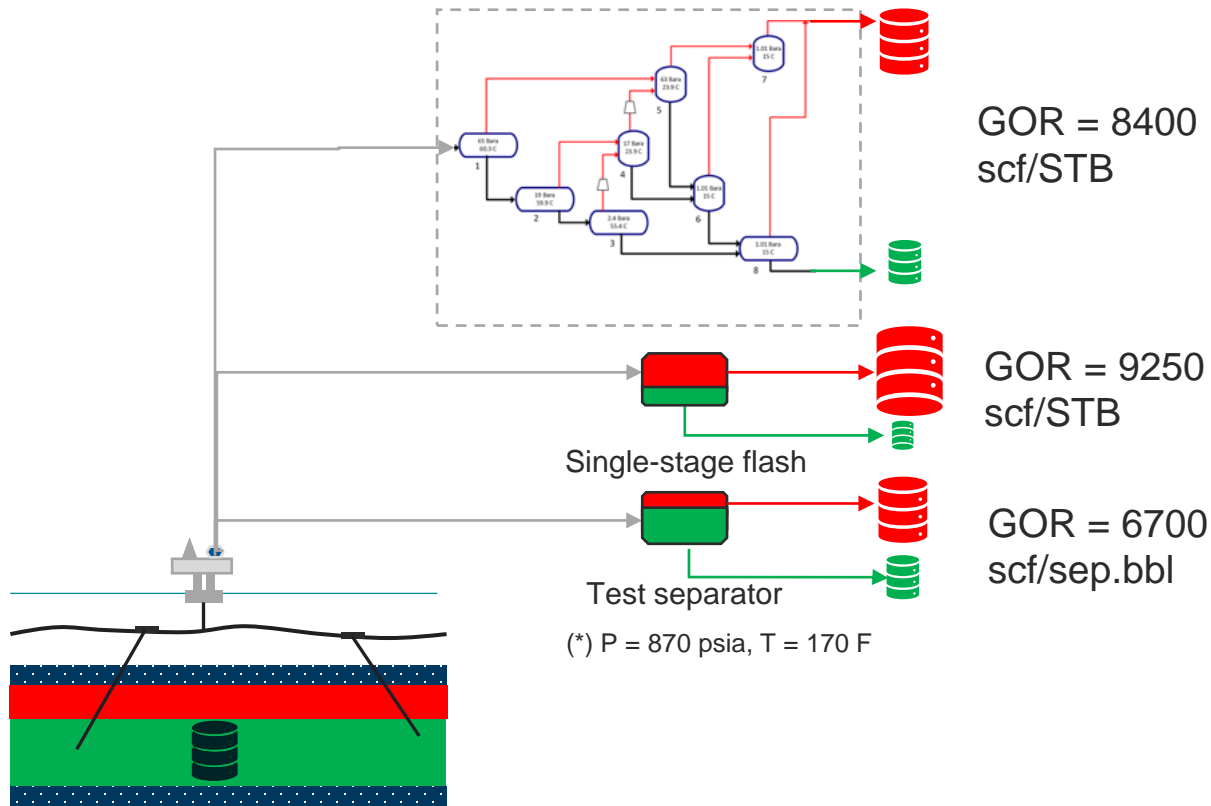 1.01 Bara
15 C
7
63 Bara
23.9 C
5
GOR = 8400
scf/STB
65 Bara
60.3 C
1
17 Bara
23.9 C
4
19 Bara
59.9 C
2
1.01 Bara
15 C
6
2.4 Bara
55.4 C
3
1.01 Bara
15 C
8
GOR = 9250
scf/STB
Single-stage flash
GOR = 6700
scf/sep.bbl
Test separator
(*) P = 870 psia, T = 170 F